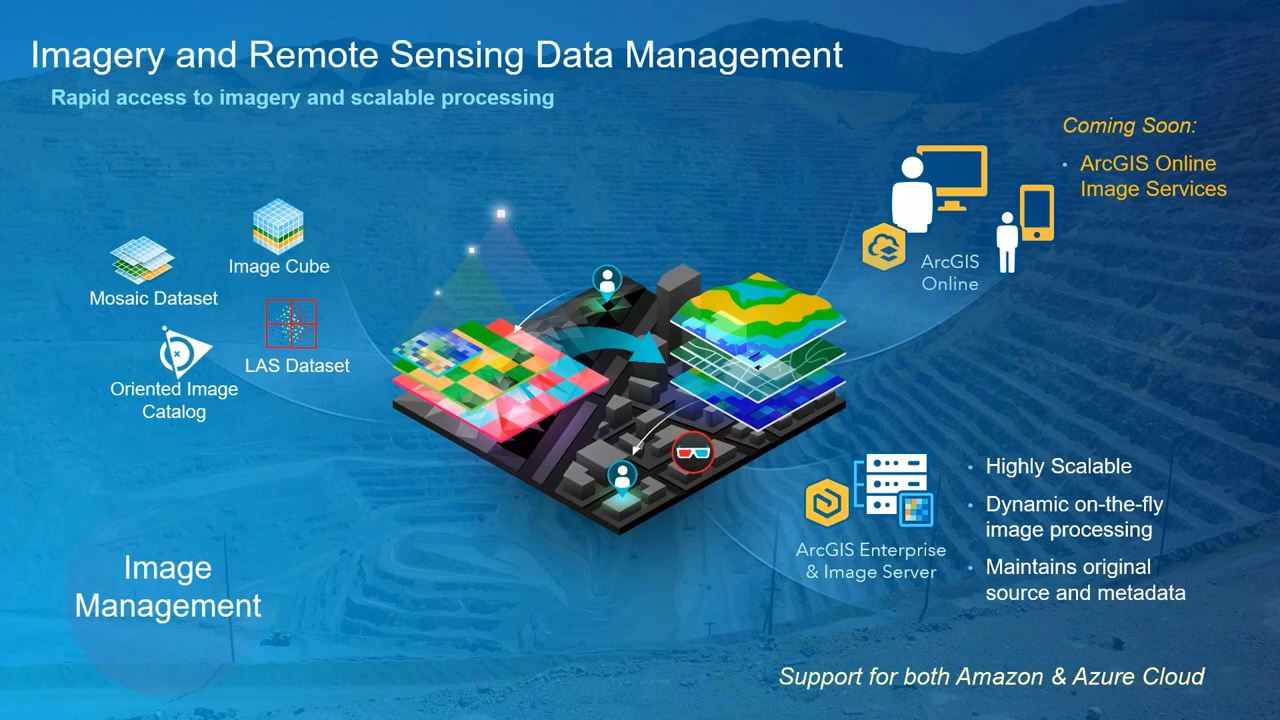 Imagery and Remote Sensing Data Management
Rapid access to imagery and scalable processing
Coming Soon:
• ArcGIS Online
Image Services
ArcGIS
Online
Image Cube
Mosaic Dataset
LAS Dataset
Oriented Image
Catalog
Image
Management
ArcGIS Enterprise
& Image Server
• Highly Scalable
• Dynamic on-the-fly
image processing
• Maintains original
source and metadata
Support for both Amazon & Azure Cloud